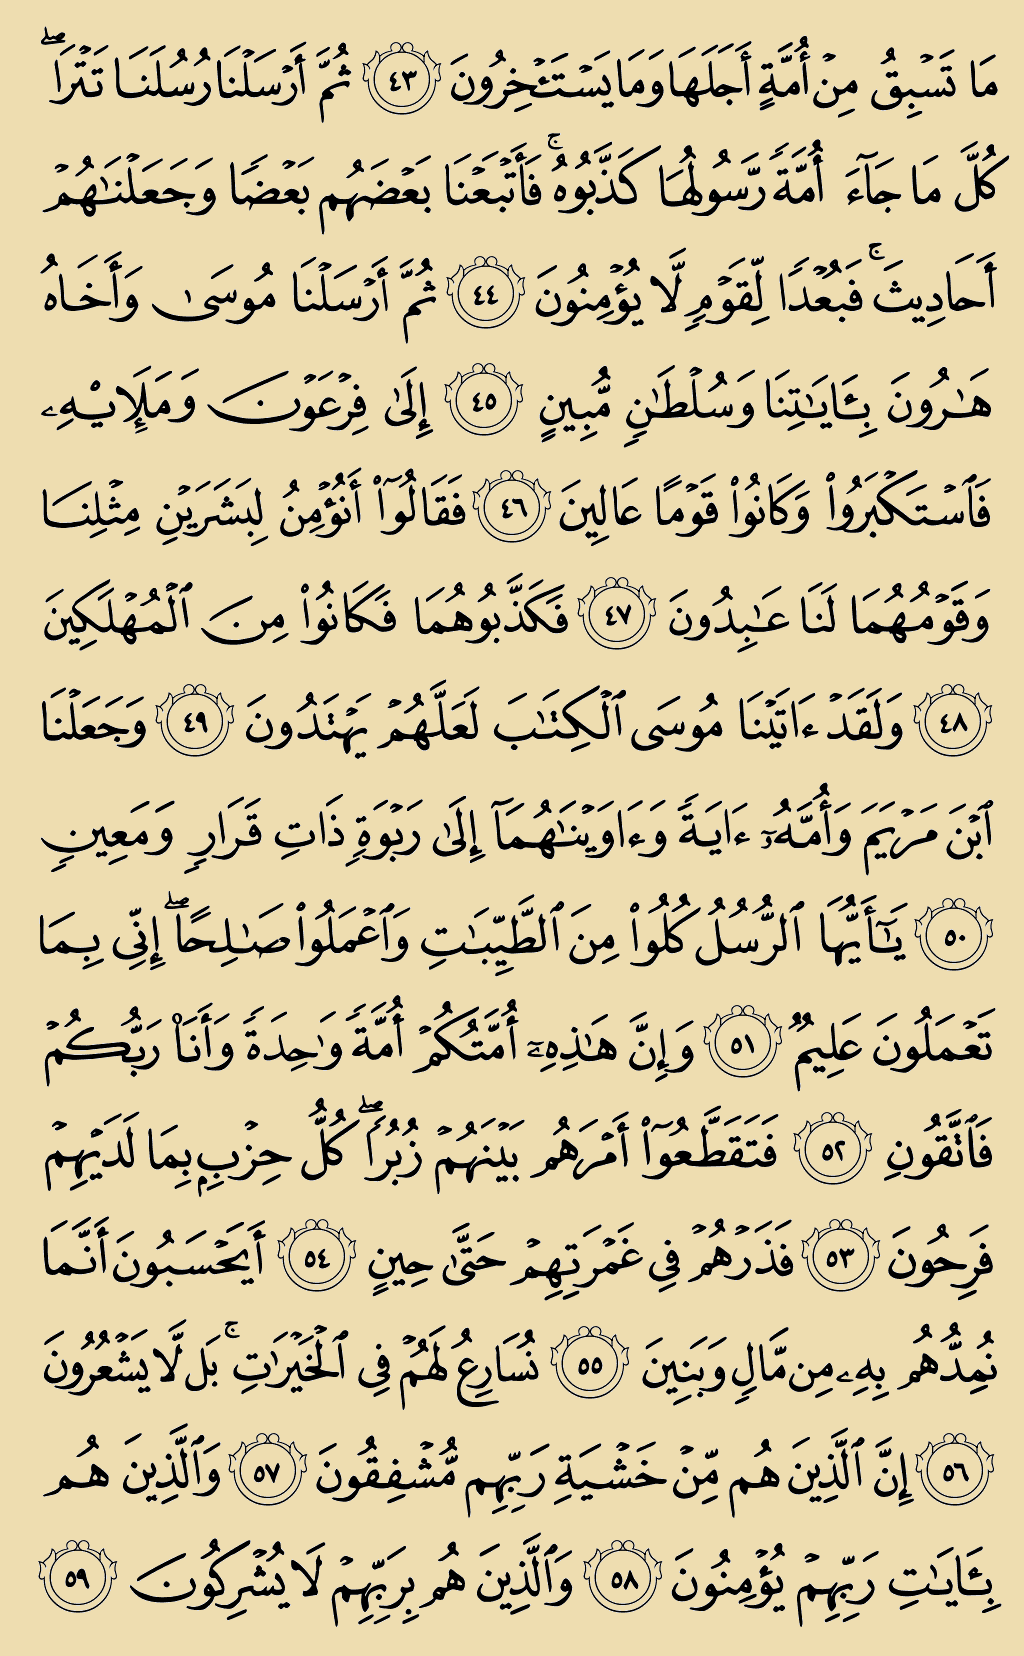 مَا تَسۡبِقُ مِنۡ أُمَّةٍ أَجَلَهَا وَمَا يَسۡتَـٔۡخِرُونَ ٤٣ ثُمَّ أَرۡسَلۡنَا رُسُلَنَا تَتۡرَاۖ
كُلَّ مَا جَآءَ أُمَّةٗ رَّسُولُهَا كَذَّبُوهُۚ فَأَتۡبَعۡنَا بَعۡضَهُم بَعۡضٗا وَجَعَلۡنَٰهُمۡ
أَحَادِيثَۚ فَبُعۡدٗا لِّقَوۡمٖ لَّا يُؤۡمِنُونَ ٤٤ ثُمَّ أَرۡسَلۡنَا مُوسَىٰ وَأَخَاهُ
هَٰرُونَ بِـَٔايَٰتِنَا وَسُلۡطَٰنٖ مُّبِينٍ ٤٥ إِلَىٰ فِرۡعَوۡنَ وَمَلَإِيْهِۦ
فَٱسۡتَكۡبَرُواْ وَكَانُواْ قَوۡمًا عَالِينَ ٤٦ فَقَالُوٓاْ أَنُؤۡمِنُ لِبَشَرَيۡنِ مِثۡلِنَا
وَقَوۡمُهُمَا لَنَا عَٰبِدُونَ ٤٧ فَكَذَّبُوهُمَا فَكَانُواْ مِنَ ٱلۡمُهۡلَكِينَ
٤٨ وَلَقَدۡ ءَاتَيۡنَا مُوسَى ٱلۡكِتَٰبَ لَعَلَّهُمۡ يَهۡتَدُونَ ٤٩ وَجَعَلۡنَا
ٱبۡنَ مَرۡيَمَ وَأُمَّهُۥٓ ءَايَةٗ وَءَاوَيۡنَٰهُمَآ إِلَىٰ رَبۡوَةٖ ذَاتِ قَرَارٖ وَمَعِينٖ
٥٠ يَٰٓأَيُّهَا ٱلرُّسُلُ كُلُواْ مِنَ ٱلطَّيِّبَٰتِ وَٱعۡمَلُواْ صَٰلِحًاۖ إِنِّي بِمَا
تَعۡمَلُونَ عَلِيمٞ ٥١ وَإِنَّ هَٰذِهِۦٓ أُمَّتُكُمۡ أُمَّةٗ وَٰحِدَةٗ وَأَنَا۠ رَبُّكُمۡ
فَٱتَّقُونِ ٥٢ فَتَقَطَّعُوٓاْ أَمۡرَهُم بَيۡنَهُمۡ زُبُرٗاۖ كُلُّ حِزۡبِۭ بِمَا لَدَيۡهِمۡ
فَرِحُونَ ٥٣ فَذَرۡهُمۡ فِي غَمۡرَتِهِمۡ حَتَّىٰ حِينٍ ٥٤ أَيَحۡسَبُونَ أَنَّمَا
نُمِدُّهُم بِهِۦ مِن مَّالٖ وَبَنِينَ ٥٥ نُسَارِعُ لَهُمۡ فِي ٱلۡخَيۡرَٰتِۚ بَل لَّا يَشۡعُرُونَ
٥٦ إِنَّ ٱلَّذِينَ هُم مِّنۡ خَشۡيَةِ رَبِّهِم مُّشۡفِقُونَ ٥٧ وَٱلَّذِينَ هُم
بِـَٔايَٰتِ رَبِّهِمۡ يُؤۡمِنُونَ ٥٨ وَٱلَّذِينَ هُم بِرَبِّهِمۡ لَا يُشۡرِكُونَ ٥٩